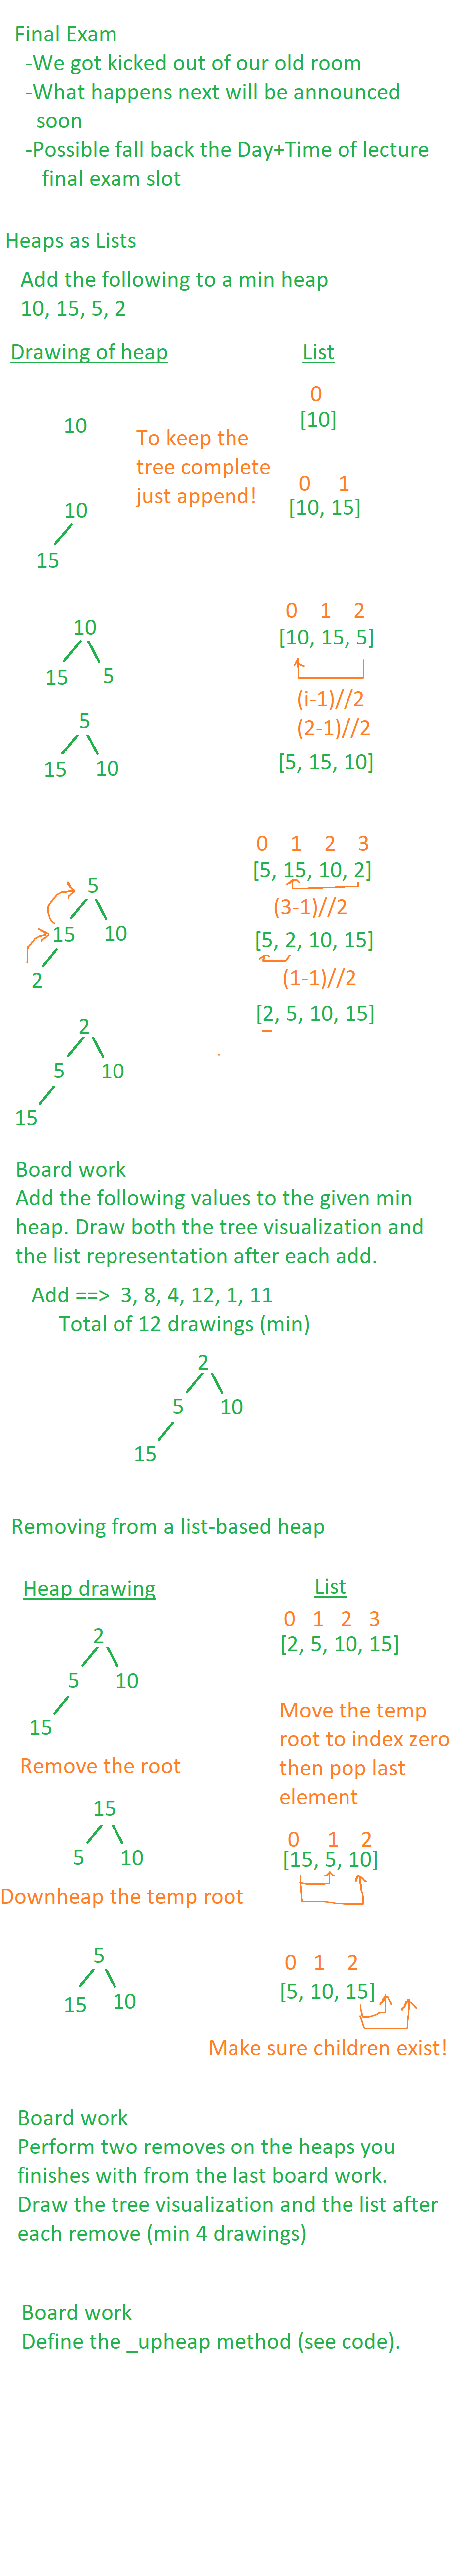 Final Exam
-We got kicked out of our old room
-What happens next will be announced
soon
-Possible fall back the Day+Time of lecture
final exam slot
Heaps as Lists
Add the following to a min heap
10, 15, 5, 2
Drawing of heap
List
0
[10]
10
To keep the
tree complete
just append!
0 1
[10, 15]
10
15
0 1 2
[10, 15, 5]
10
15 5
(i-1)//2
(2-1)//2
5
15 10
[5, 15, 10]
0 1 2 3
[5, 15, 10, 2]
5
15 10
2
(3-1)//2
[5, 2, 10, 15]
(1-1)//2
[2, 5, 10, 15]
2
5 10
15
Board work
Add the following values to the given min
heap. Draw both the tree visualization and
the list representation after each add.
Add ==> 3, 8, 4, 12, 1, 11
Total of 12 drawings (min)
2
5 10
15
Removing from a list-based heap
Heap drawing
List
0 1 2 3
[2, 5, 10, 15]
2
5 10
15
Move the temp
root to index zero
then pop last
element
Remove the root
15
5 10
0 1 2
[15, 5, 10]
Downheap the temp root
5
15 10
0 1 2
[5, 10, 15]
Make sure children exist!
Board work
Perform two removes on the heaps you
finishes with from the last board work.
Draw the tree visualization and the list after
each remove (min 4 drawings)
Board work
Define the _upheap method (see code).